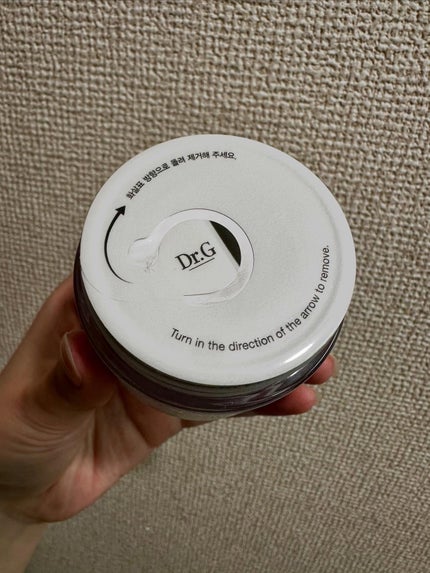 화살표 방향으로 돌려 제거해 주세요.
Dr.G
Turn in the direction of the arrow to remove.